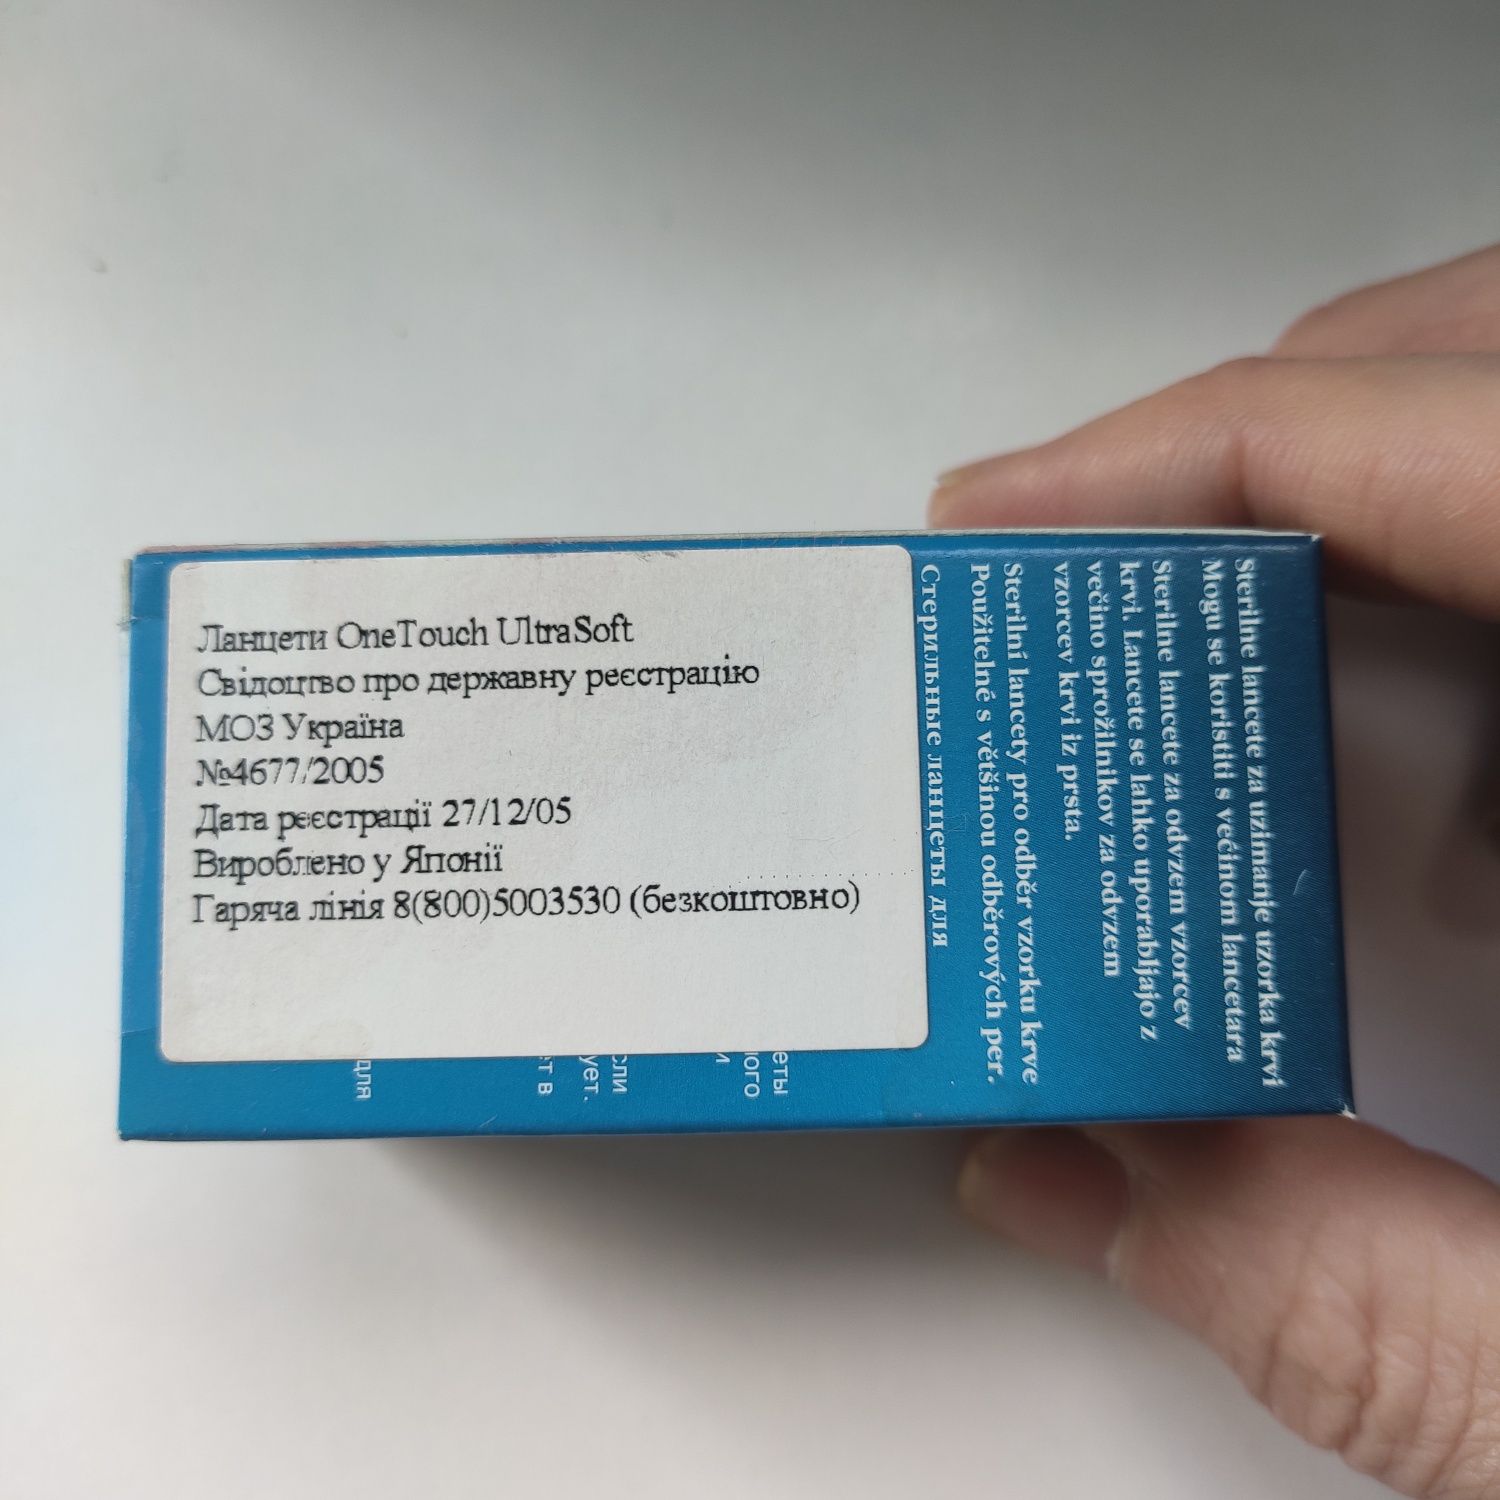 Ланцети OneTouch UltraSoft
Свідоцтво про державну реєстрацію
МОЗ Україна
№4677/2005
Дата реєстрації 27/12/05
Вироблено у Японії
Гаряча лінія 8(800)5003530 (безкоштовно)
Sterilne lancete za uzimanje uzorka krvi
Mogu se koristiti s većinom lancetara
Sterilne lancete za odvzem vzorcev
krvi. Lancete se lahko uporabljajo z
večino sprožilnikov za odvzem
vzorcev krvi iz prsta.
Sterilní lancety pro odběr vzorku krve
Použitelné s většinou odběrových per.
Стерильные ланцеты для